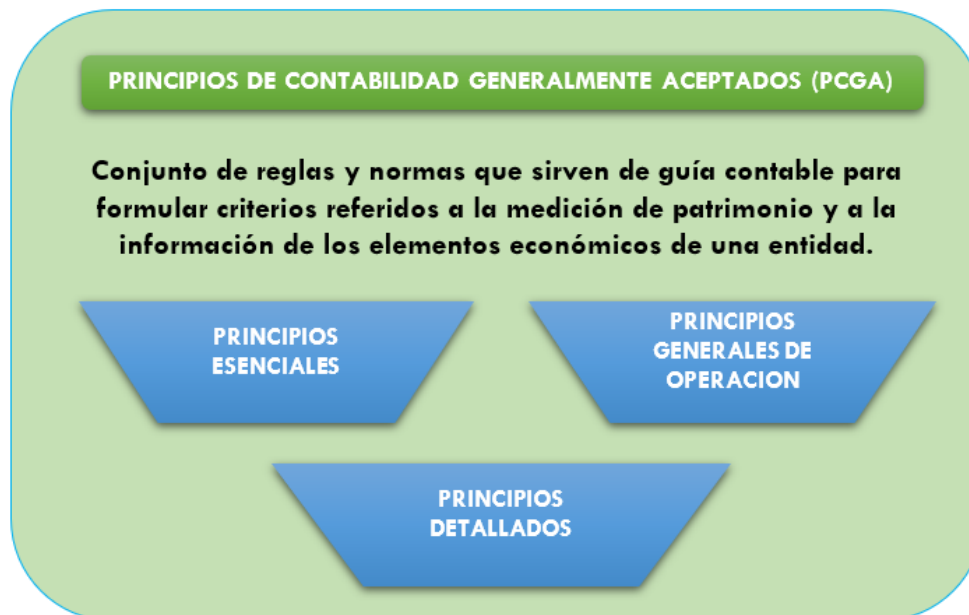 PRINCIPIOS DE CONTABILIDAD GENERALMENTE ACEPTADOS (PCGA)
Conjunto de reglas y normas que sirven de guía contable para
formular criterios referidos a la medición de patrimonio y a la
información de los elementos económicos de una entidad.
PRINCIPIOS
ESENCIALES
PRINCIPIOS
GENERALES DE
OPERACION
PRINCIPIOS
DETALLADOS